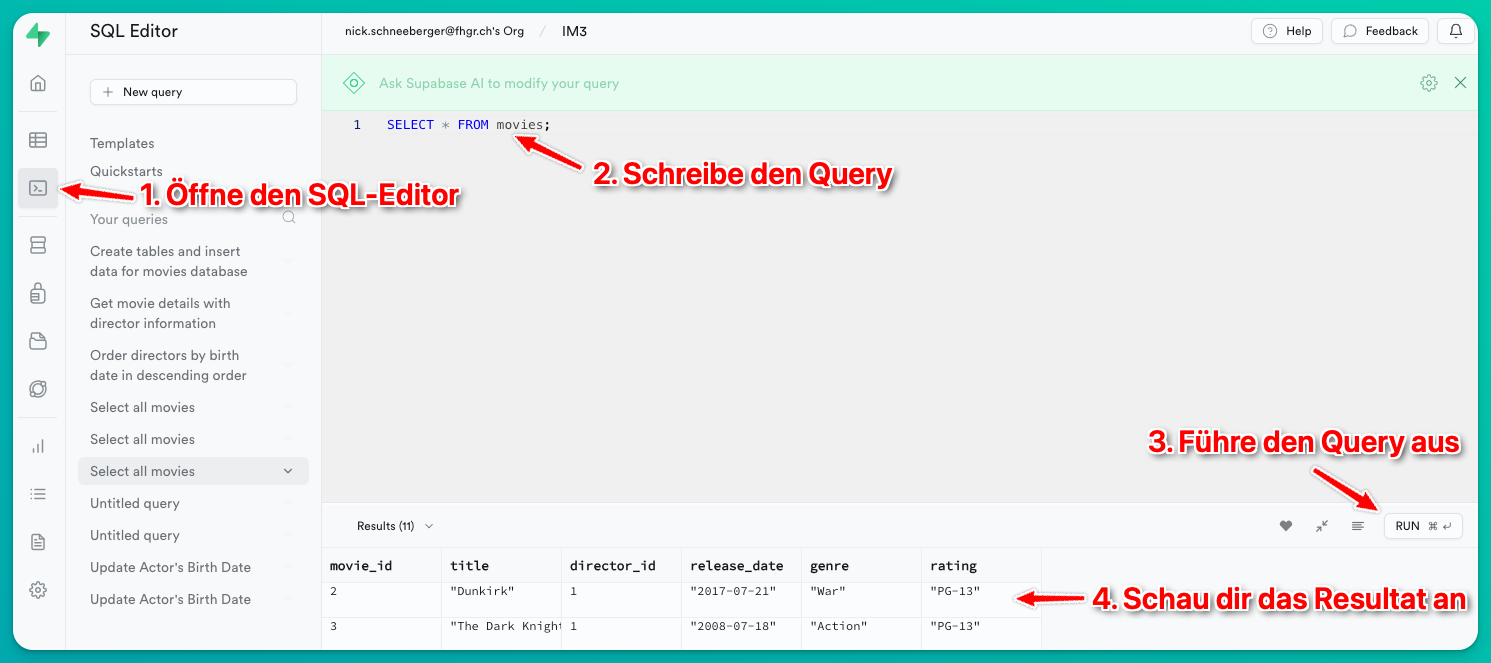 SQL Editor
nick.schneeberger@fhgr.ch's Org / IM3
Help
Feedback
New query
Ask Supabase AI to modify your query
1 SELECT * FROM movies;
2. Schreibe den Query
Templates
Quickstarts
1. Öffne den SQL-Editor
Your queries
Create tables and insert
data for movies database
Get movie details with
director information
Order directors by birth
date in descending order
Select all movies
Select all movies
Select all movies
Untitled query
Untitled query
Update Actor's Birth Date
Update Actor's Birth Date
3. Führe den Query aus
Results (11)
RUN ⌘ ↵
movie_id title director_id release_date genre rating
2 "Dunkirk" 1 "2017-07-21" "War" "PG-13"
4. Schau dir das Resultat an
3 "The Dark Knight 1 "2008-07-18" "Action" "PG-13"